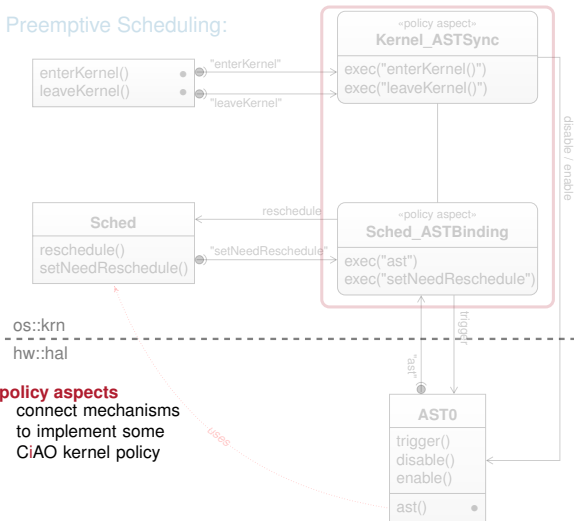 Preemptive Scheduling:
«policy aspect»
Kernel_ASTSync
exec("enterKernel()")
exec("leaveKernel()")
enterKernel()
leaveKernel()
"enterKernel"
"leaveKernel"
disable / enable
reschedule
"setNeedReschedule"
Sched
reschedule()
setNeedReschedule()
«policy aspect»
Sched_ASTBinding
exec("ast")
exec("setNeedReschedule")
os::krn
hw::hal
trigger
"ast"
policy aspects
connect mechanisms
to implement some
CiAO kernel policy
uses
AST0
trigger()
disable()
enable()
ast()